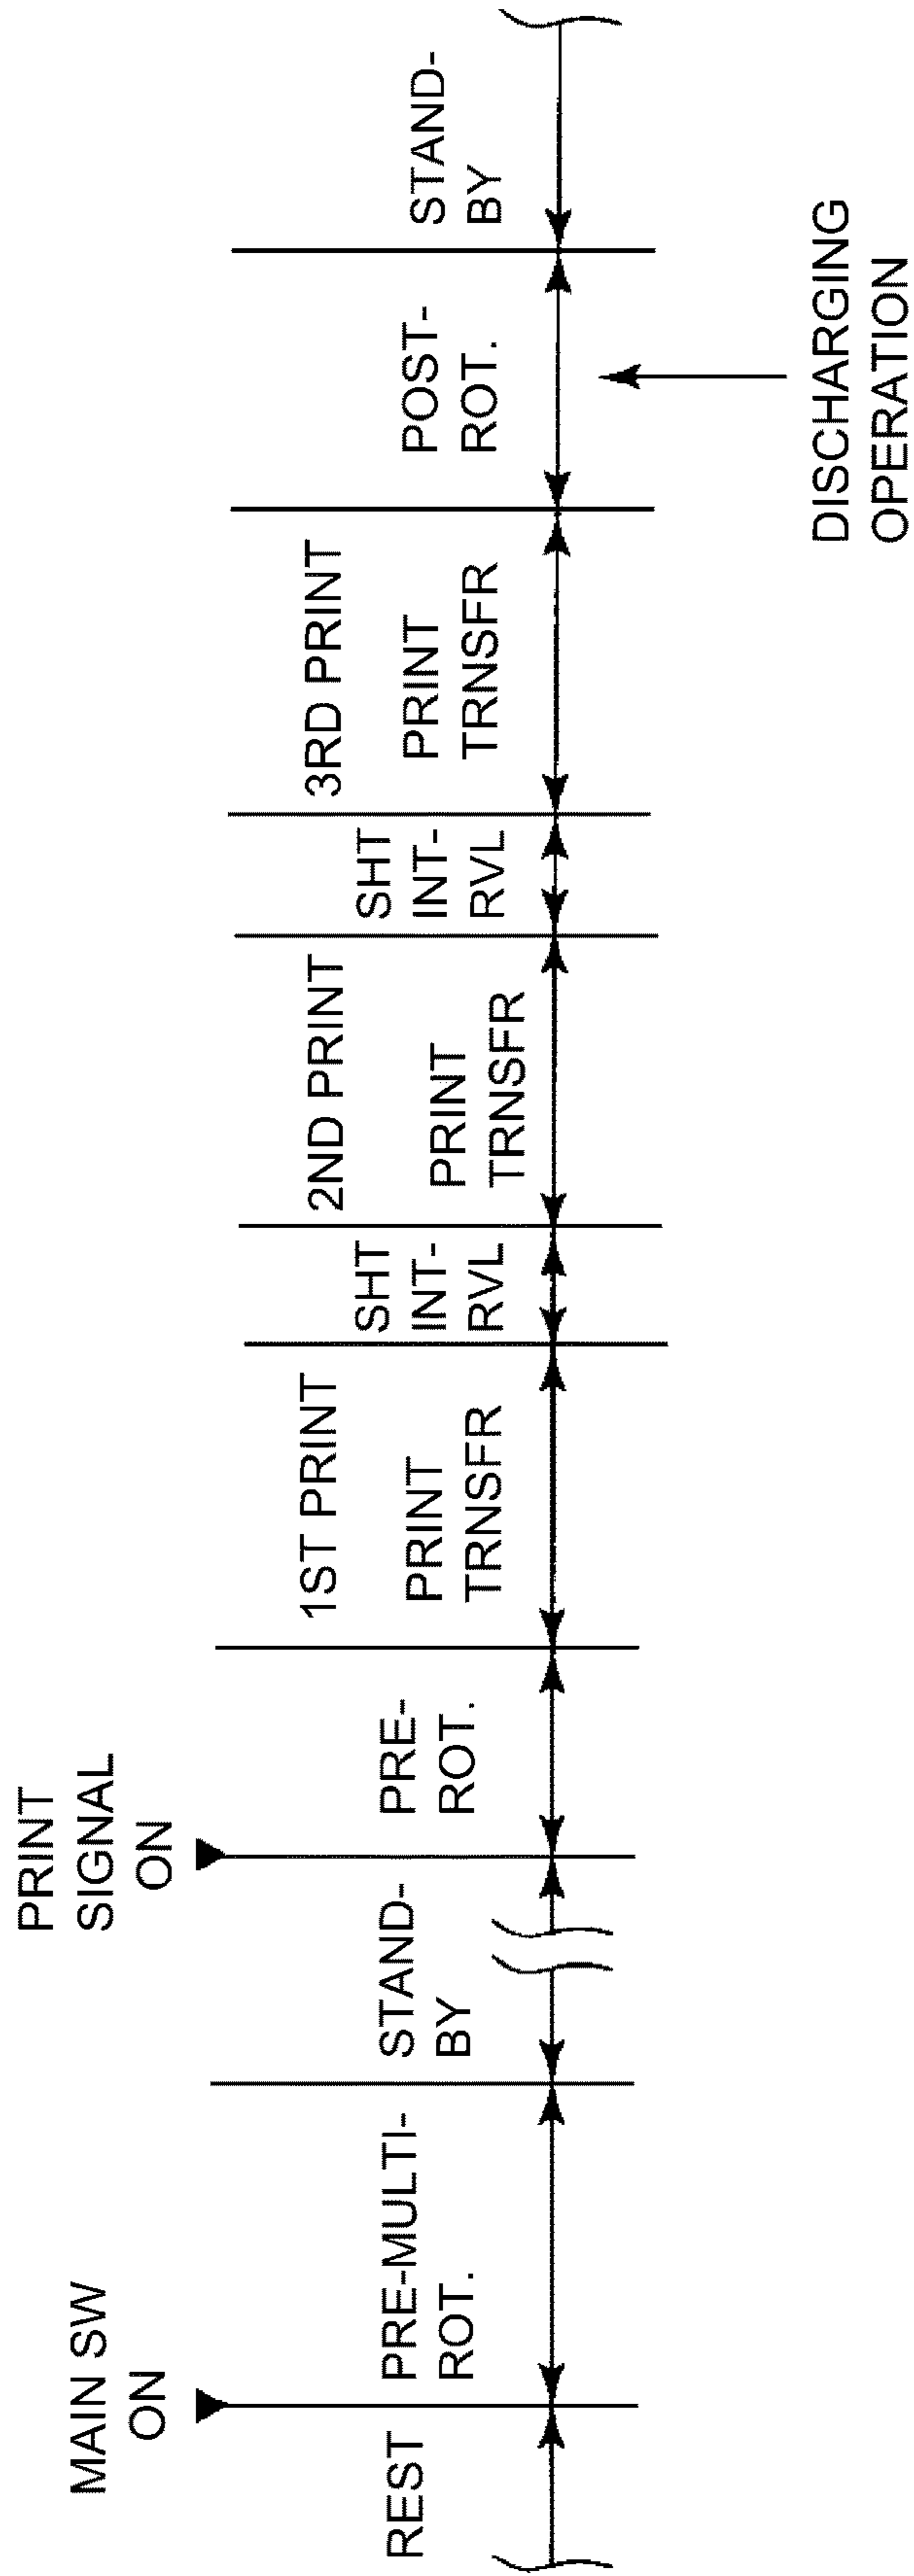 MAIN SW
ON
PRINT
SIGNAL
ON
REST
PRE-MULTI-
ROT.
STAND-
BY
PRE-
ROT.
1ST PRINT
PRINT
TRNSFR
SHT
INT-
RVL
2ND PRINT
PRINT
TRNSFR
SHT
INT-
RVL
3RD PRINT
PRINT
TRNSFR
POST-
ROT.
STAND-
BY
DISCHARGING
OPERATION